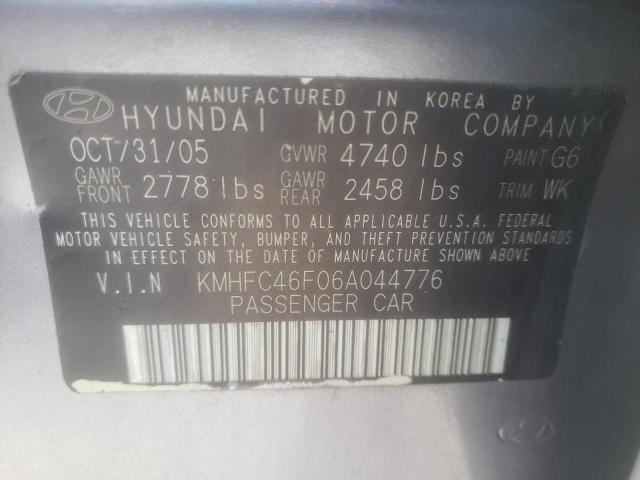 MANUFACTURED IN KOREA BY
HYUNDAI MOTOR COMPANY
OCT/31/05 GVWR 4740 lbs PAINT G6
GAWR FRONT 2778 lbs GAWR REAR 2458 lbs TRIM WK
THIS VEHICLE CONFORMS TO ALL APPLICABLE U.S.A. FEDERAL
MOTOR VEHICLE SAFETY, BUMPER, AND THEFT PREVENTION STANDARDS
IN EFFECT ON THE DATE OF MANUFACTURE SHOWN ABOVE.
V.I.N KMHFC46F06A044776
PASSENGER CAR